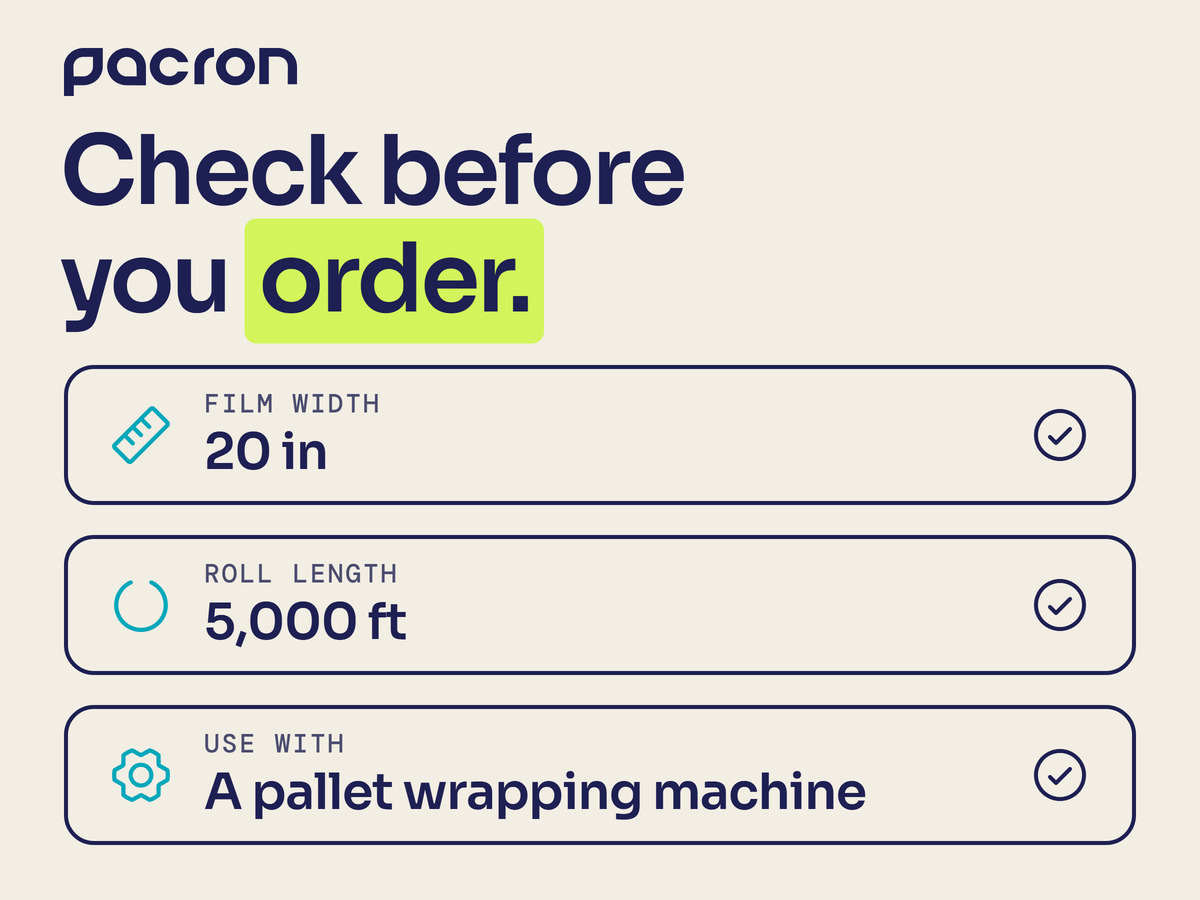 pacron
Check before
you order.
FILM WIDTH
20 in
ROLL LENGTH
5,000 ft
USE WITH
A pallet wrapping machine